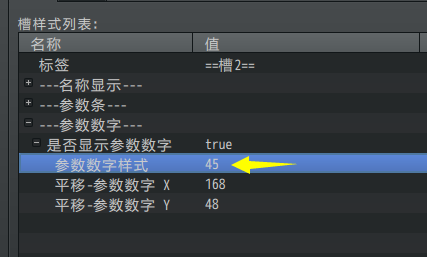 槽样式列表:
名称 值
标签 ==槽2==
---名称显示---
---参数条---
---参数数字---
是否显示参数数字 true
参数数字样式 45
平移-参数数字 X 168
平移-参数数字 Y 48